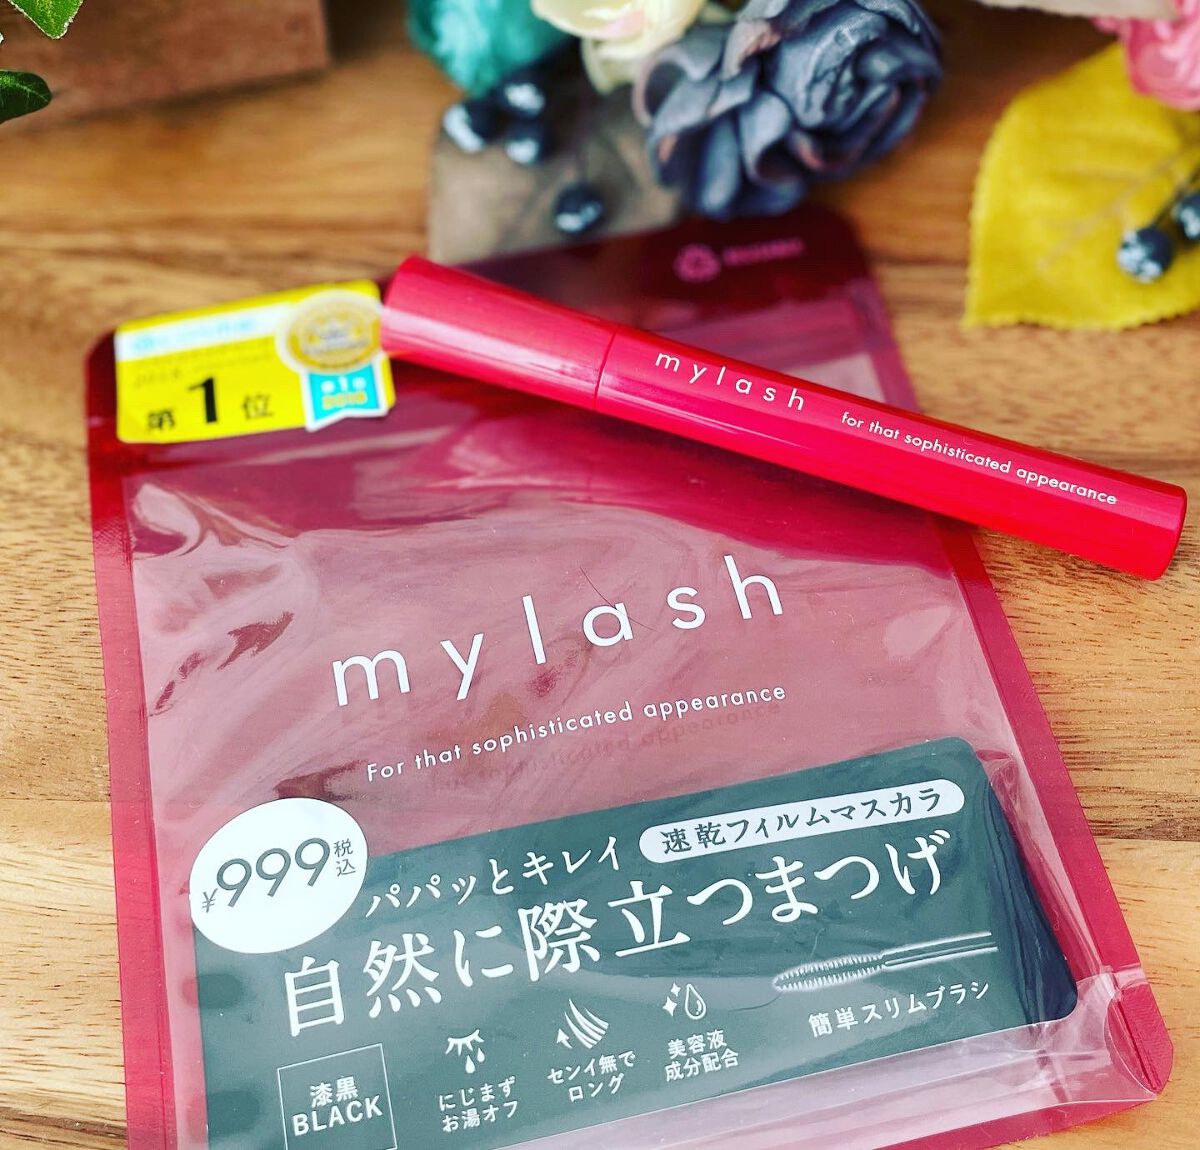 第1位
mylash
for that sophisticated appearance
mylash
For that sophisticated appearance
¥999税込
パパッとキレイ
速乾フィルムマスカラ
自然に際立つまつげ
漆黒
BLACK
にじまず
お湯オフ
センイ無で
ロング
美容液
成分配合
簡単スリムブラシ